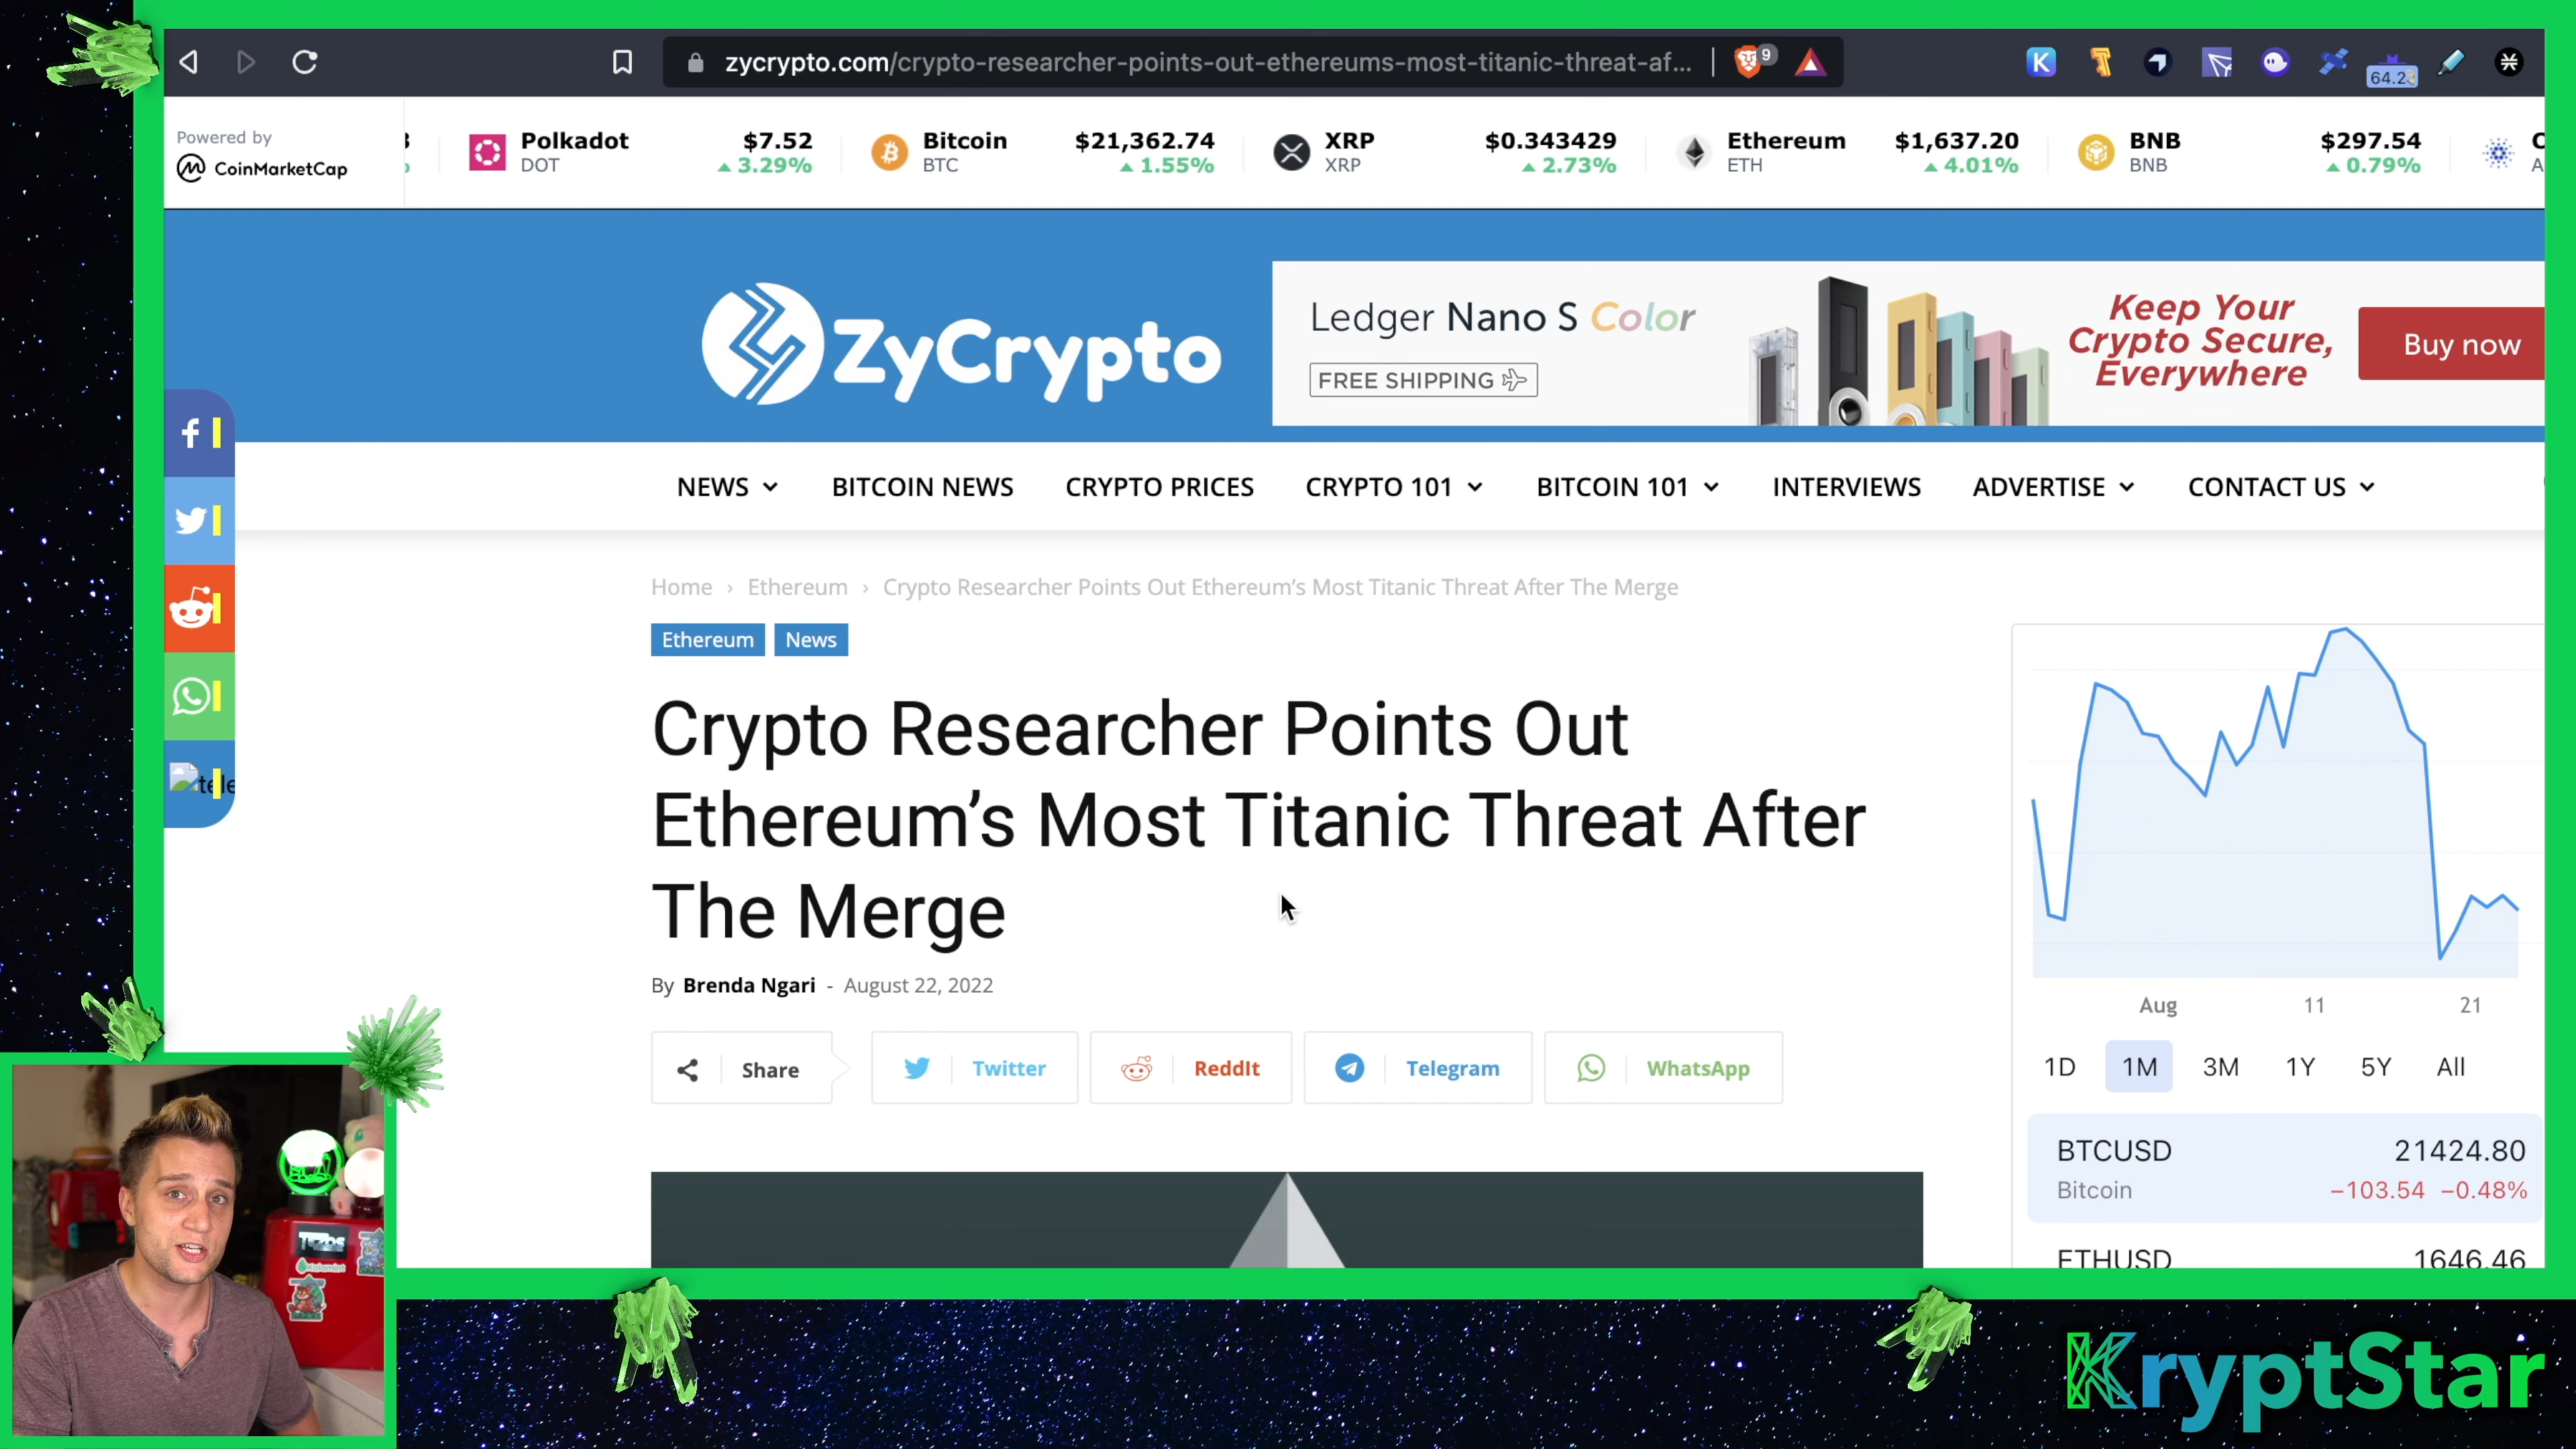 zycrypto.com/crypto-researcher-points-out-ethereums-most-titanic-threat-af...
9
64.23
Powered by
CoinMarketCap
Polkadot $7.52
DOT 3.29%
Bitcoin $21,362.74
BTC 1.55%
XRP $0.343429
XRP 2.73%
Ethereum $1,637.20
ETH 4.01%
BNB $297.54
BNB 0.79%
ZyCrypto
Ledger Nano S Color
FREE SHIPPING
Keep Your
Crypto Secure,
Everywhere
Buy now
NEWS BITCOIN NEWS CRYPTO PRICES CRYPTO 101 BITCOIN 101 INTERVIEWS ADVERTISE CONTACT US
Home › Ethereum › Crypto Researcher Points Out Ethereum’s Most Titanic Threat After The Merge
Ethereum News
Crypto Researcher Points Out
Ethereum’s Most Titanic Threat After
The Merge
By Brenda Ngari - August 22, 2022
Share Twitter ReddIt Telegram WhatsApp
Aug 11 21
1D 1M 3M 1Y 5Y All
BTCUSD 21424.80
Bitcoin −103.54 −0.48%
ETHUSD 1646.46
TEZOS
KryptStar